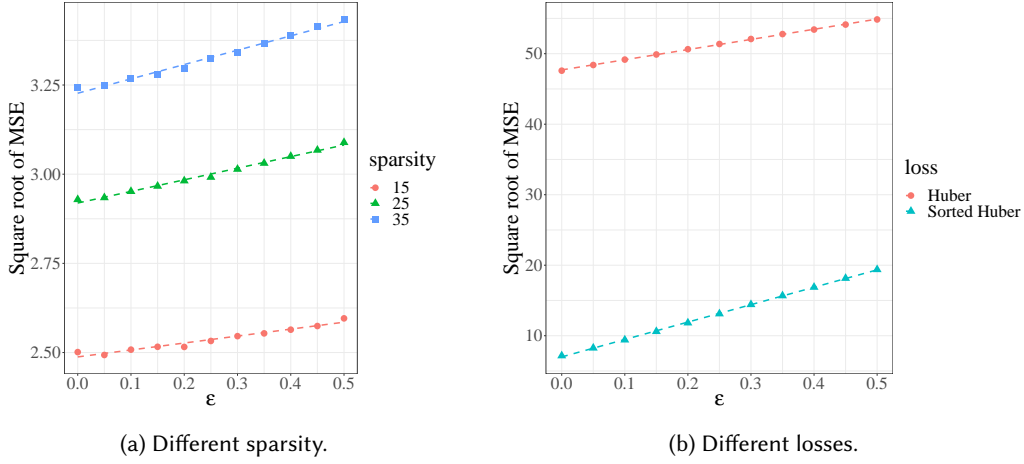 Square root of MSE
3.25
3.00
2.75
2.50
0.0 0.1 0.2 0.3 0.4 0.5
ε
sparsity
15
25
35
(a) Different sparsity.
Square root of MSE
50
40
30
20
10
0.0 0.1 0.2 0.3 0.4 0.5
ε
loss
Huber
Sorted Huber
(b) Different losses.